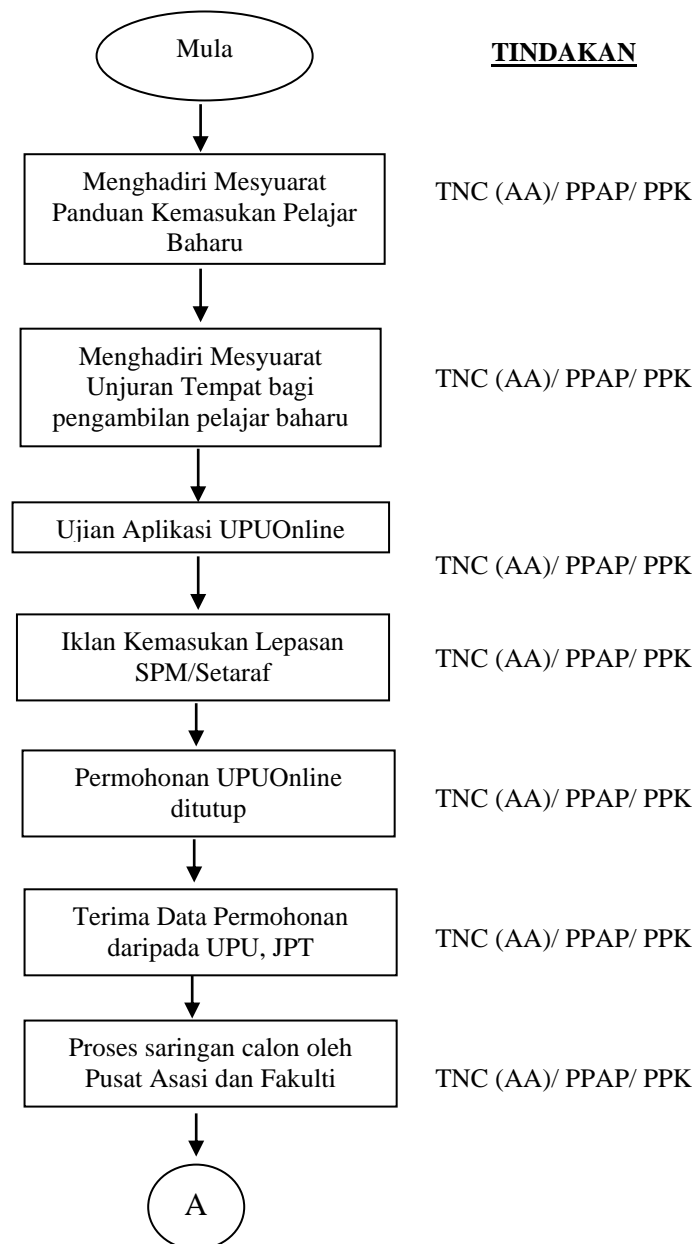 Mula
TINDAKAN
Menghadiri Mesyuarat
Panduan Kemasukan Pelajar
Baharu
TNC (AA)/ PPAP/ PPK
Menghadiri Mesyuarat
Unjuran Tempat bagi
pengambilan pelajar baharu
TNC (AA)/ PPAP/ PPK
Ujian Aplikasi UPUOnline
TNC (AA)/ PPAP/ PPK
Iklan Kemasukan Lepasan
SPM/Setaraf
TNC (AA)/ PPAP/ PPK
Permohonan UPUOnline
ditutup
TNC (AA)/ PPAP/ PPK
Terima Data Permohonan
daripada UPU, JPT
TNC (AA)/ PPAP/ PPK
Proses saringan calon oleh
Pusat Asasi dan Fakulti
TNC (AA)/ PPAP/ PPK
A